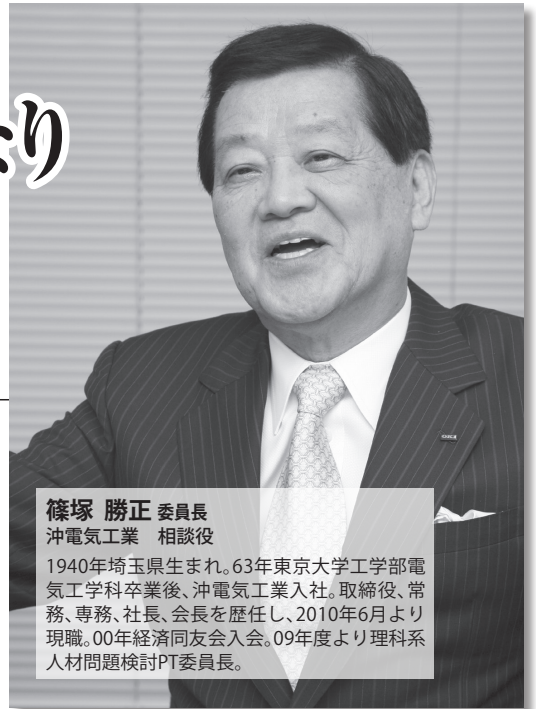 り
篠塚 勝正 委員長
沖電気工業　相談役
1940年埼玉県生まれ。63年東京大学工学部電
気工学科卒業後、沖電気工業入社。取締役、常
務、専務、社長、会長を歴任し、2010年6月より
現職。00年経済同友会入会。09年度より理科系
人材問題検討PT委員長。